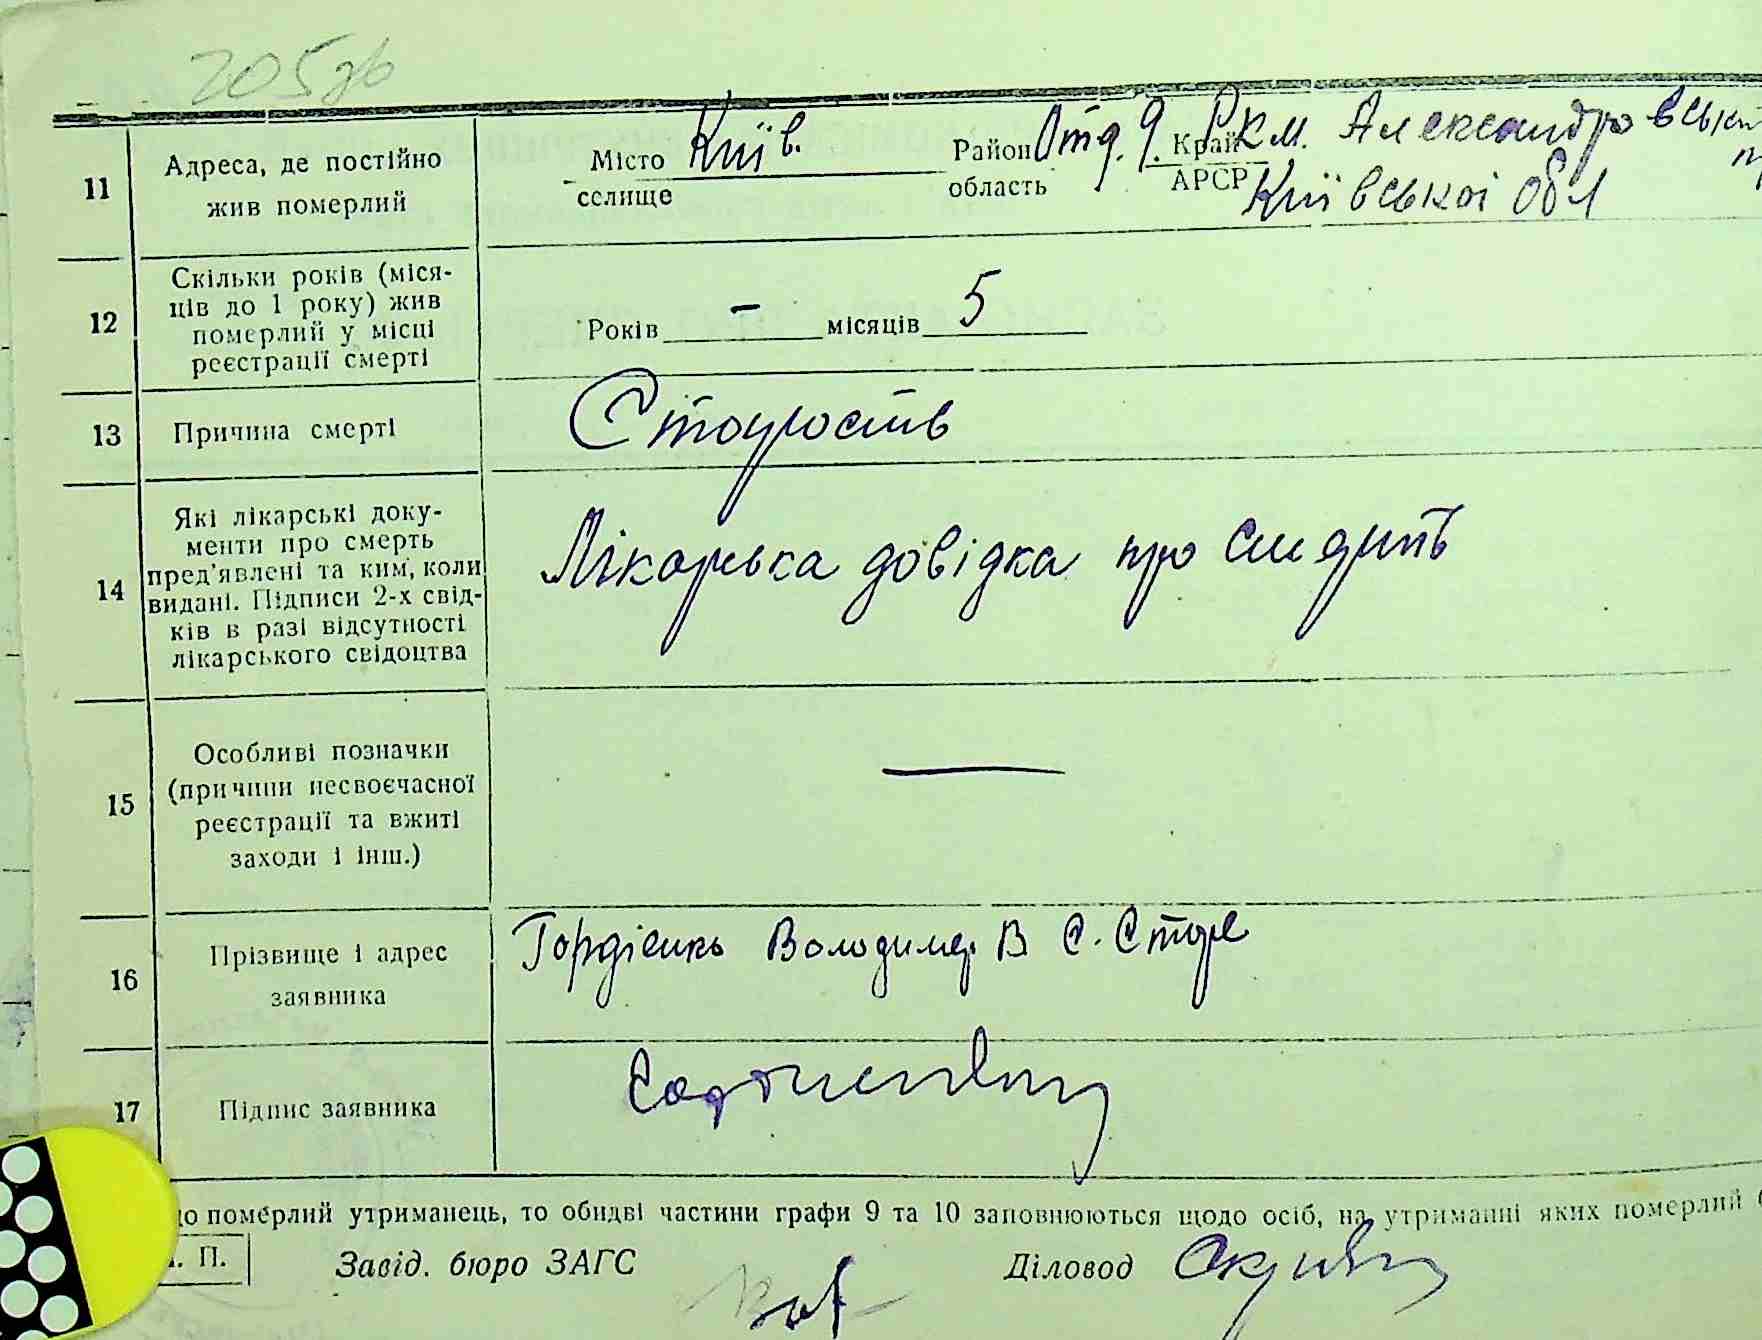 205зв
11 Адреса, де постійно жив померлий
Місто селище Київ. Район область Отд. 9. Край АРСР Р км. Александровськ
Київської обл
12 Скільки років (місяців до 1 року) жив померлий у місці реєстрації смерті
Років - місяців 5
13 Причина смерті
Старость
14 Які лікарські документи про смерть пред'явлені та ким, коли видані. Підписи 2-х свідків в разі відсутності лікарського свідоцтва
Лікарська довідка про смерть
15 Особливі позначки (причини несвоєчасної реєстрації та вжиті заходи і інш.)
—
16 Прізвище і адрес заявника
Гордієнко Володимер В С. Стре
17 Підпис заявника
до померлий утриманець, то обидві частини графи 9 та 10 заповнюються щодо осіб, на утриманні яких померлий
П.
Завід. бюро ЗАГС
Діловод